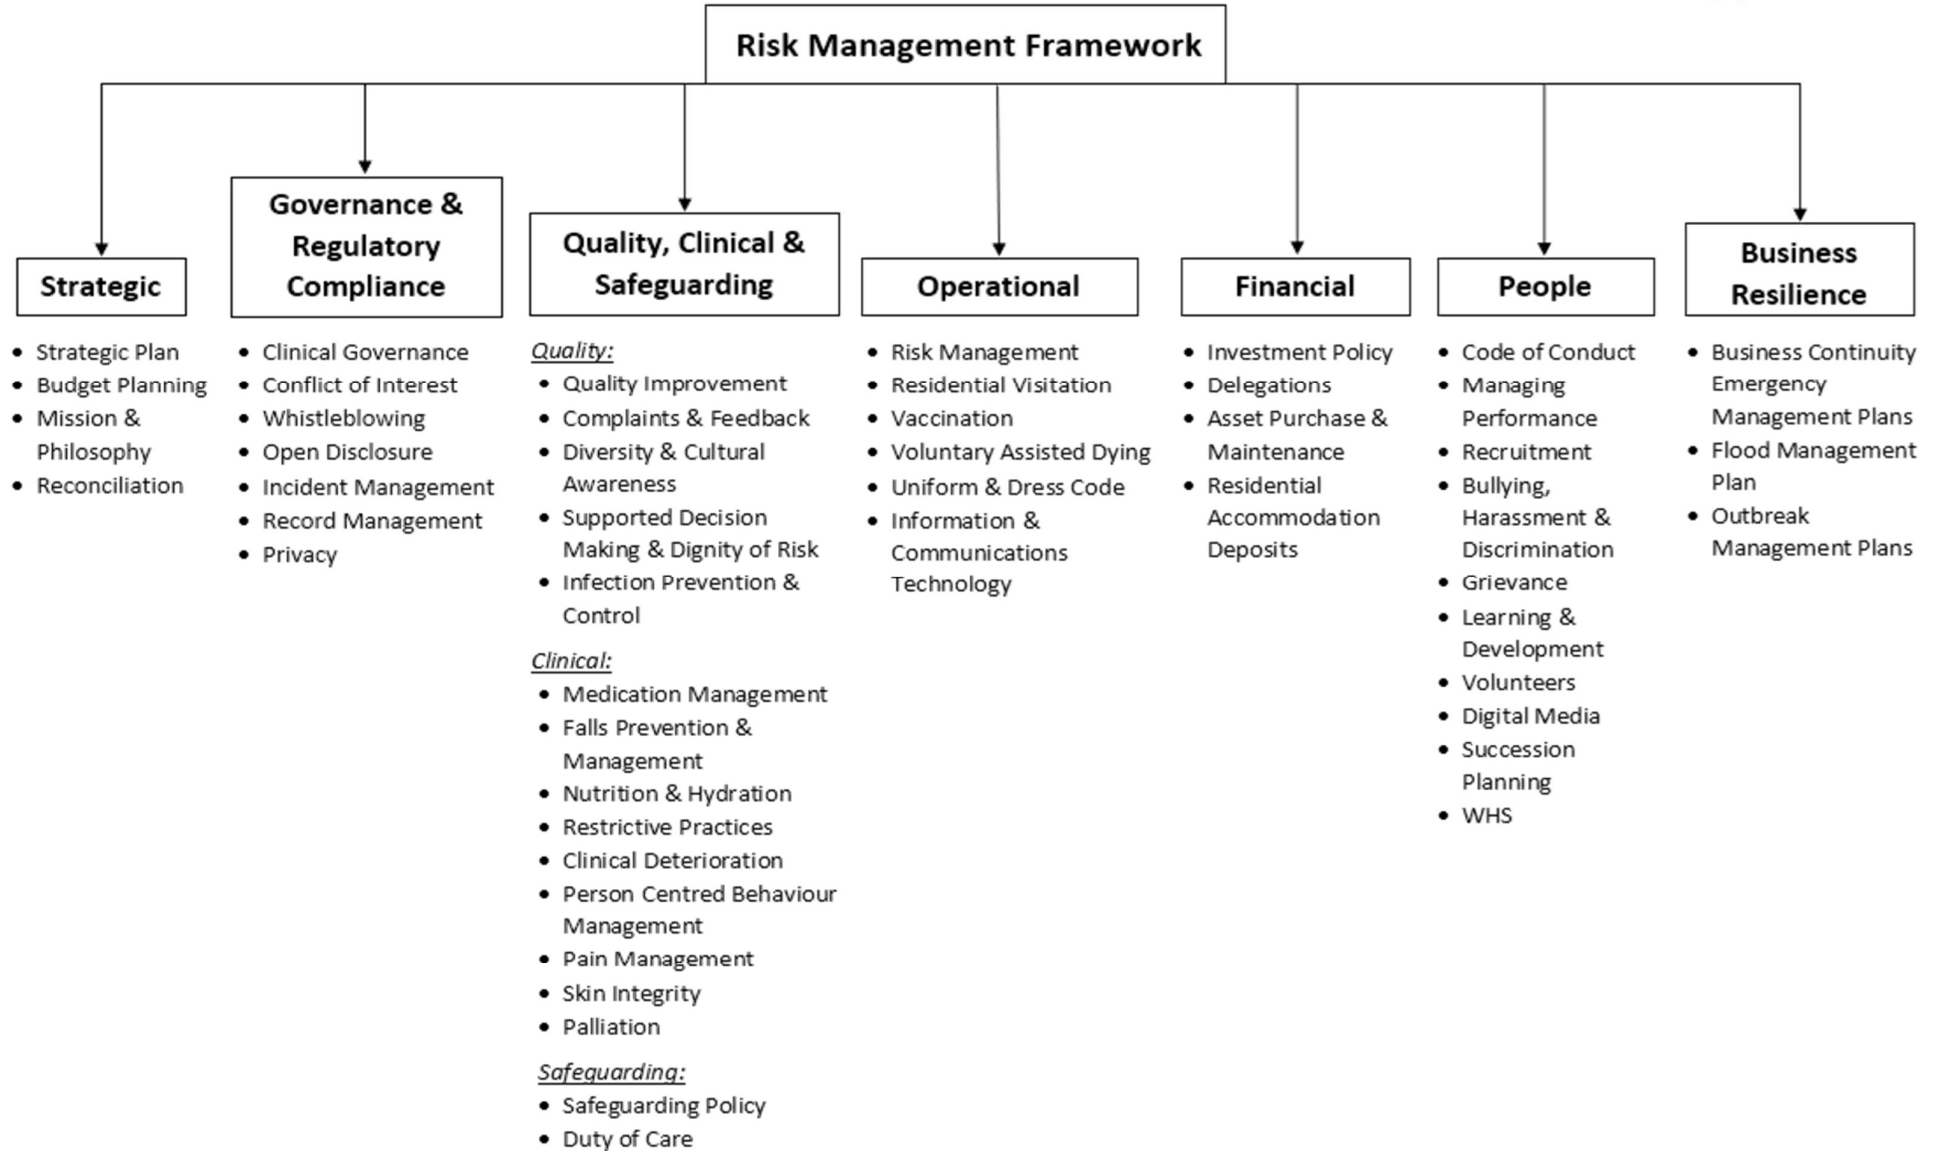 Risk Management Framework
Strategic
• Strategic Plan
• Budget Planning
• Mission &
Philosophy
• Reconciliation
Governance &
Regulatory
Compliance
• Clinical Governance
• Conflict of Interest
• Whistleblowing
• Open Disclosure
• Incident Management
• Record Management
• Privacy
Quality, Clinical &
Safeguarding
Quality:
• Quality Improvement
• Complaints & Feedback
• Diversity & Cultural
Awareness
• Supported Decision
Making & Dignity of Risk
• Infection Prevention &
Control
Clinical:
• Medication Management
• Falls Prevention &
Management
• Nutrition & Hydration
• Restrictive Practices
• Clinical Deterioration
• Person Centred Behaviour
Management
• Pain Management
• Skin Integrity
• Palliation
Safeguarding:
• Safeguarding Policy
• Duty of Care
Operational
• Risk Management
• Residential Visitation
• Vaccination
• Voluntary Assisted Dying
• Uniform & Dress Code
• Information &
Communications
Technology
Financial
• Investment Policy
• Delegations
• Asset Purchase &
Maintenance
• Residential
Accommodation
Deposits
People
• Code of Conduct
• Managing
Performance
• Recruitment
• Bullying,
Harassment &
Discrimination
• Grievance
• Learning &
Development
• Volunteers
• Digital Media
• Succession
Planning
• WHS
Business
Resilience
• Business Continuity
Emergency
Management Plans
• Flood Management
Plan
• Outbreak
Management Plans